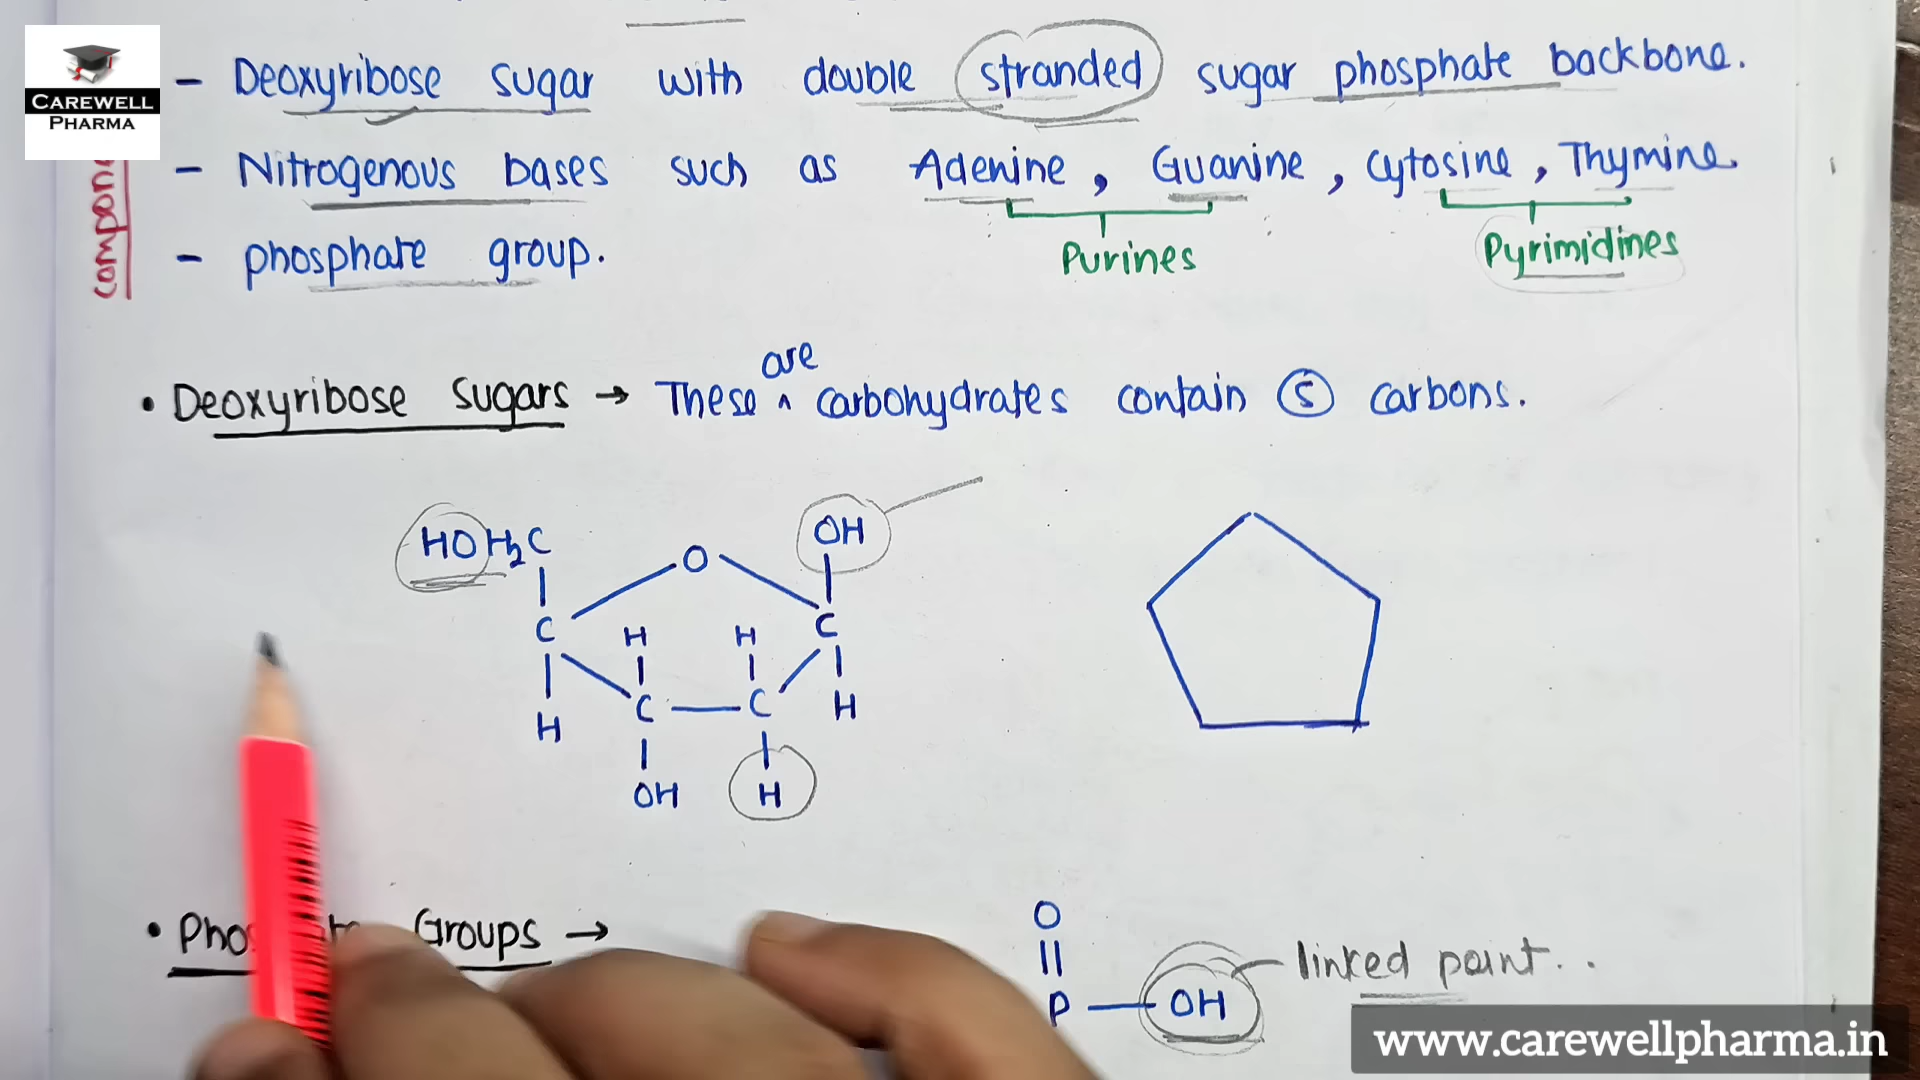 CAREWELL
PHARMA
- Deoxyribose sugar with double stranded sugar phosphate backbone.
- Nitrogenous bases such as Adenine, Guanine, Cytosine, Thymine.
Purines
Pyrimidines
- phosphate group.
• Deoxyribose Sugars → These are carbohydrates contain 5 carbons.
HOH₂C
O
OH
C
H
H
C
H
C
C
H
OH
H
• Groups →
O
P — OH
linked point..
www.carewellpharma.in